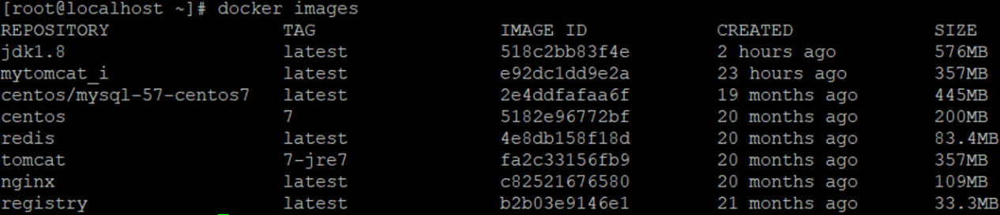 [root@localhost ~]# docker images
REPOSITORY TAG IMAGE ID CREATED SIZE
jdk1.8 latest 518c2bb83f4e 2 hours ago 576MB
mytomcat_i latest e92dc1dd9e2a 23 hours ago 357MB
centos/mysql-57-centos7 latest 2e4ddfafaa6f 19 months ago 445MB
centos 7 5182e96772bf 20 months ago 200MB
redis latest 4e8db158f18d 20 months ago 83.4MB
tomcat 7-jre7 fa2c33156fb9 20 months ago 357MB
nginx latest c82521676580 20 months ago 109MB
registry latest b2b03e9146e1 21 months ago 33.3MB